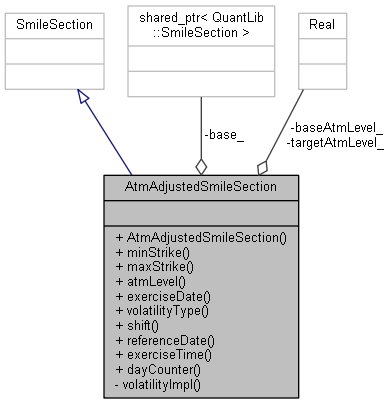 SmileSection
shared_ptr< QuantLib
::SmileSection >
Real
-base_
-baseAtmLevel_
-targetAtmLevel_
AtmAdjustedSmileSection
+ AtmAdjustedSmileSection()
+ minStrike()
+ maxStrike()
+ atmLevel()
+ exerciseDate()
+ volatilityType()
+ shift()
+ referenceDate()
+ exerciseTime()
+ dayCounter()
- volatilityImpl()